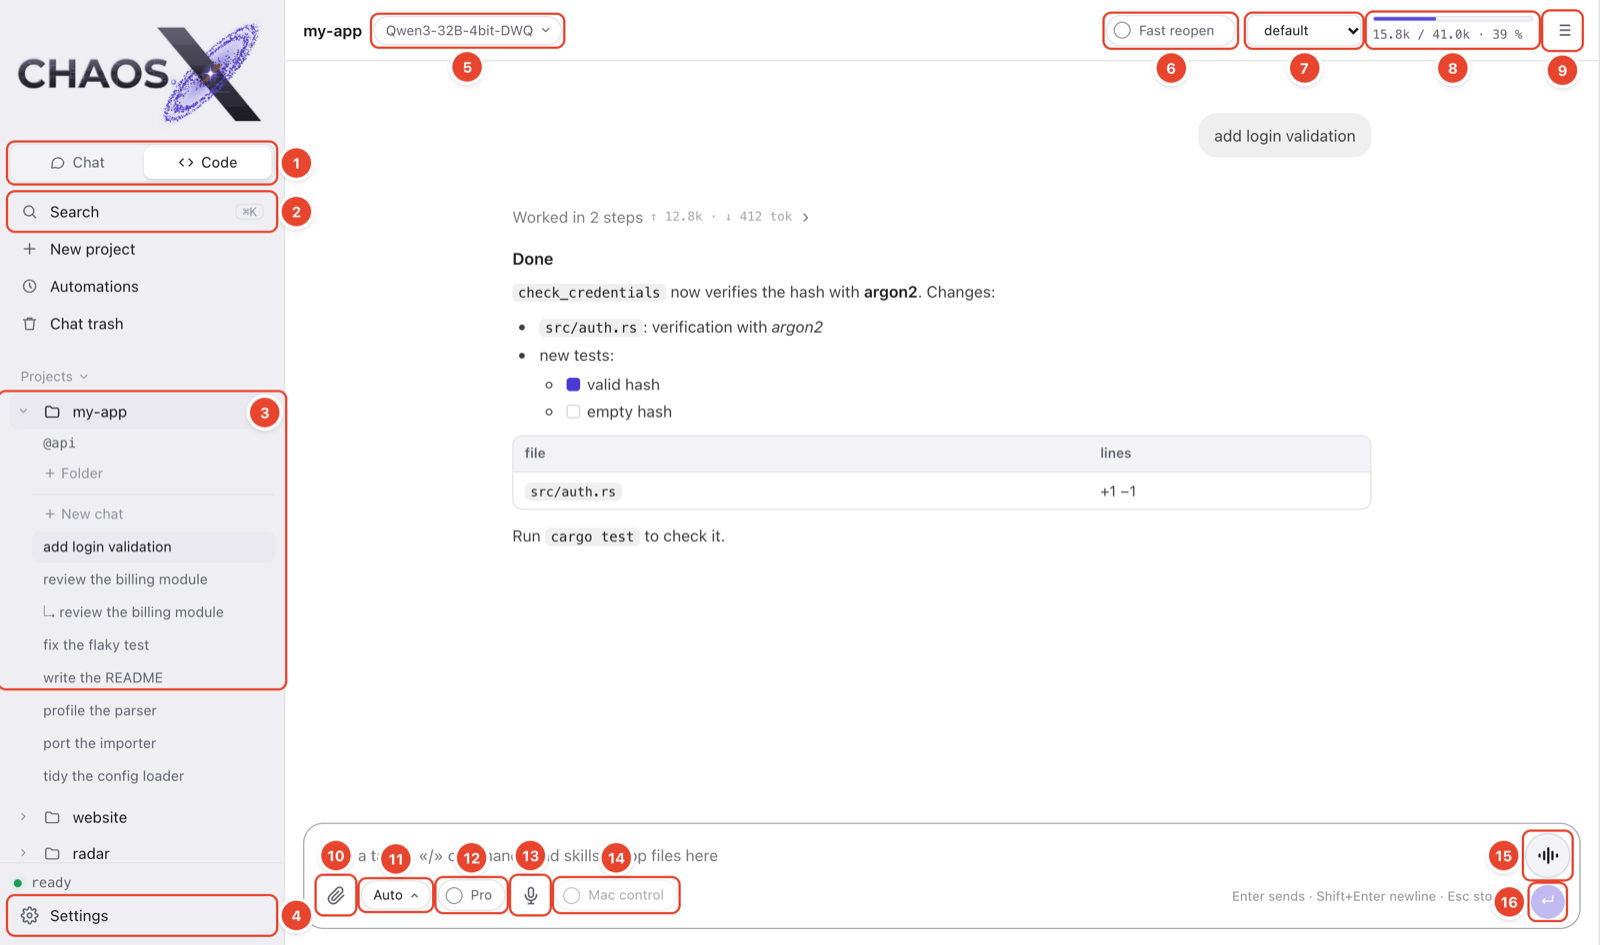 CHAOS X
Chat
Code
1
Search
⌘K
2
New project
Automations
Chat trash
Projects
my-app
3
@api
+ Folder
+ New chat
add login validation
review the billing module
review the billing module
fix the flaky test
write the README
profile the parser
port the importer
tidy the config loader
website
radar
ready
Settings
4
my-app
Qwen3-32B-4bit-DWQ
5
Fast reopen
6
default
7
15.8k / 41.0k · 39 %
8
9
add login validation
Worked in 2 steps ↑ 12.8k · ↓ 412 tok
Done
check_credentials now verifies the hash with argon2. Changes:
• src/auth.rs: verification with argon2
• new tests:
valid hash
empty hash
file lines
src/auth.rs +1 −1
Run cargo test to check it.
10 a 11 </> 12 13 skills 14 files here
Auto
Pro
Mac control
15
Enter sends · Shift+Enter newline · Esc sto
16